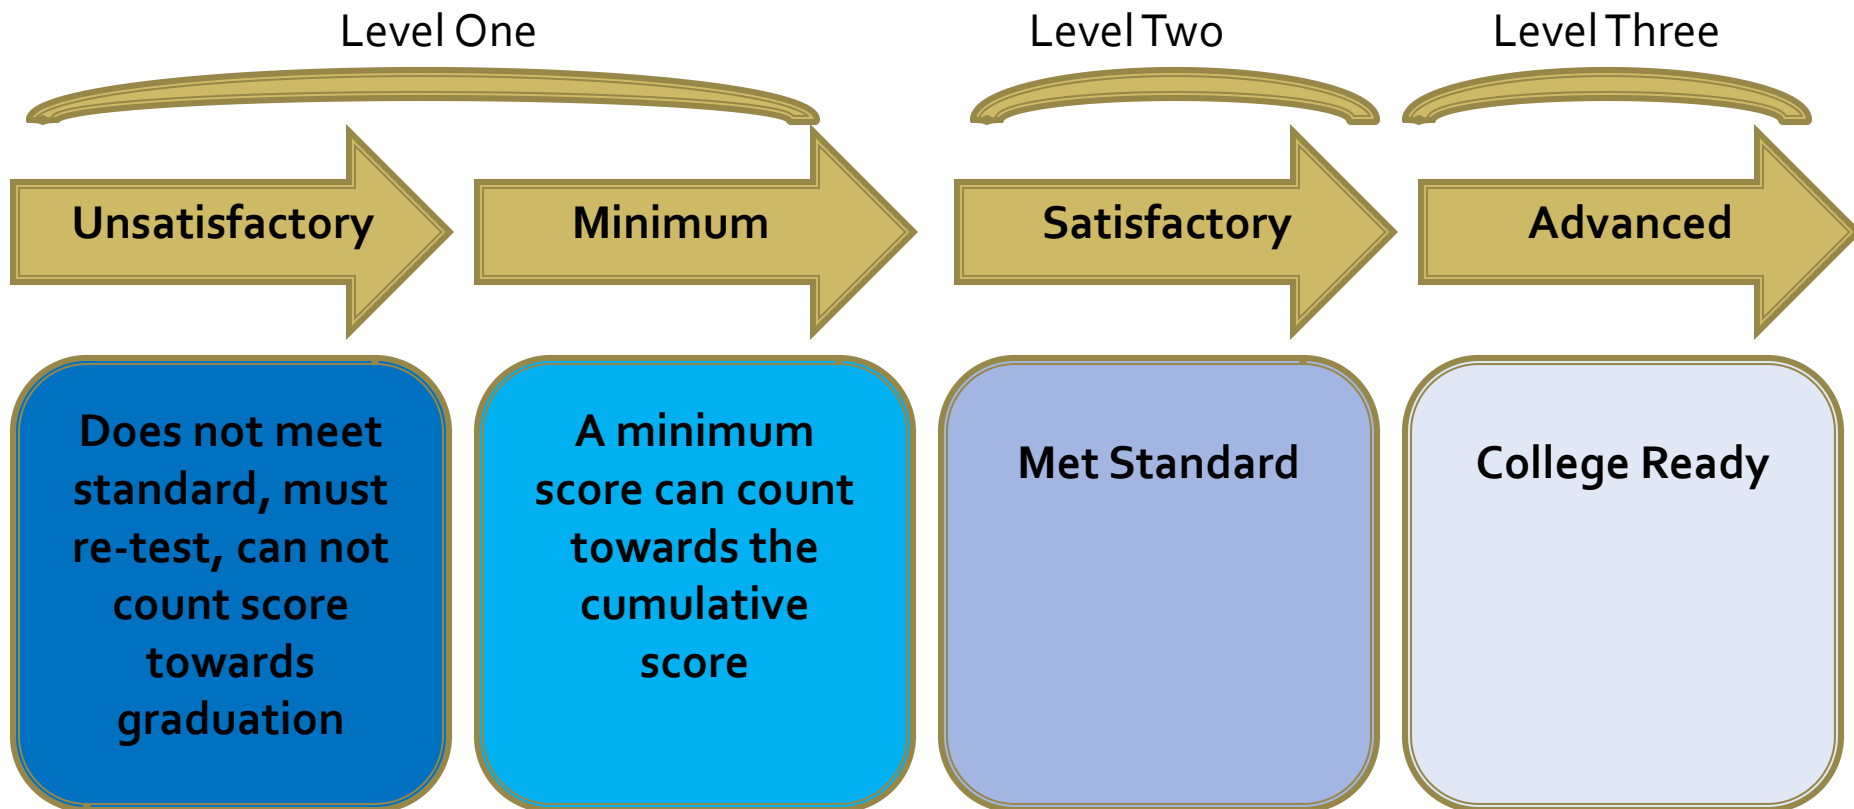 Level One
Level Two
Level Three
Unsatisfactory
Minimum
Satisfactory
Advanced
Does not meet
standard, must
re-test, can not
count score
towards
graduation
A minimum
score can count
towards the
cumulative
score
Met Standard
College Ready